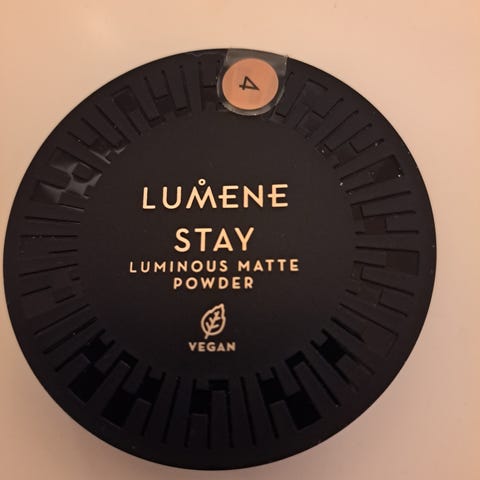 4
LUMENE
STAY
LUMINOUS MATTE
POWDER
VEGAN